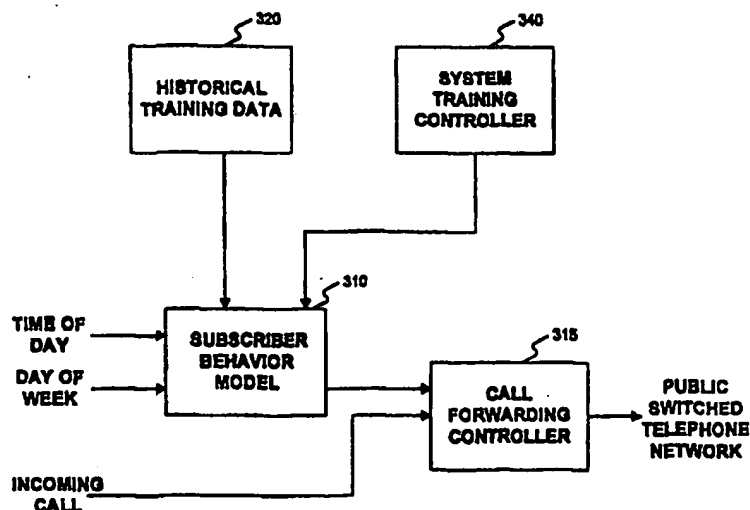 320
340
HISTORICAL
TRAINING DATA
SYSTEM
TRAINING
CONTROLLER
310
TIME OF
DAY
DAY OF
WEEK
SUBSCRIBER
BEHAVIOR
MODEL
315
CALL
FORWARDING
CONTROLLER
PUBLIC
SWITCHED
TELEPHONE
NETWORK
INCOMING
CALL